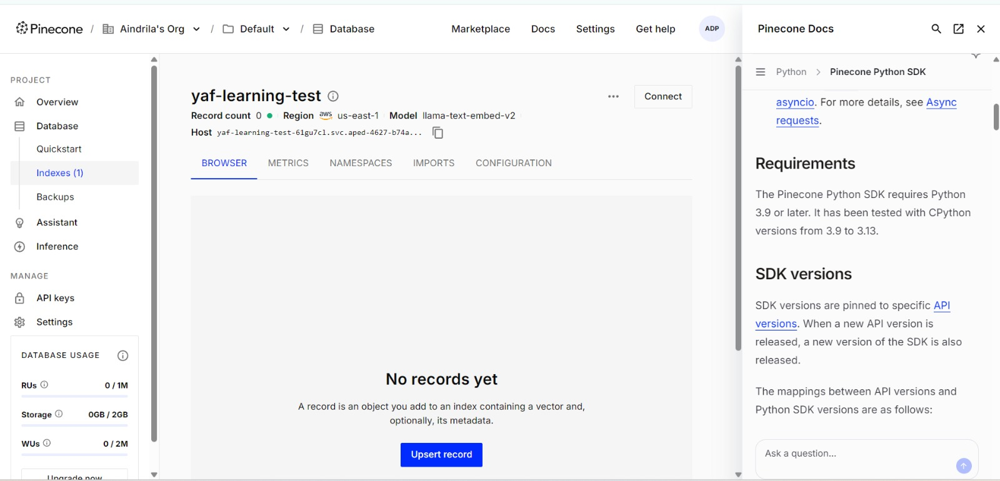 Pinecone / Aindrila's Org / Default / Database
Marketplace Docs Settings Get help ADP
PROJECT
Overview
Database
Quickstart
Indexes (1)
Backups
Assistant
Inference
MANAGE
API keys
Settings
DATABASE USAGE
RUs 0 / 1M
Storage 0GB / 2GB
WUs 0 / 2M
Upgrade now
yaf-learning-test
Connect
Record count 0 Region aws us-east-1 Model llama-text-embed-v2
Host yaf-learning-test-61gu7cl.svc.aped-4627-b74a...
BROWSER METRICS NAMESPACES IMPORTS CONFIGURATION
No records yet
A record is an object you add to an index containing a vector and,
optionally, its metadata.
Upsert record
Pinecone Docs
Python > Pinecone Python SDK
asyncio. For more details, see Async
requests.
Requirements
The Pinecone Python SDK requires Python
3.9 or later. It has been tested with CPython
versions from 3.9 to 3.13.
SDK versions
SDK versions are pinned to specific API
versions. When a new API version is
released, a new version of the SDK is also
released.
The mappings between API versions and
Python SDK versions are as follows:
Ask a question...